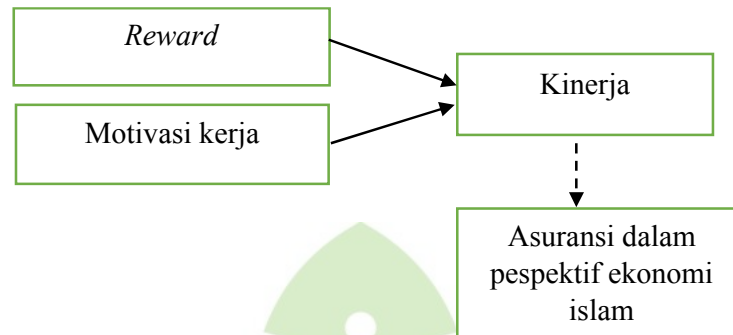 Reward
Kinerja
Motivasi kerja
Asuransi dalam
pespektif ekonomi
islam